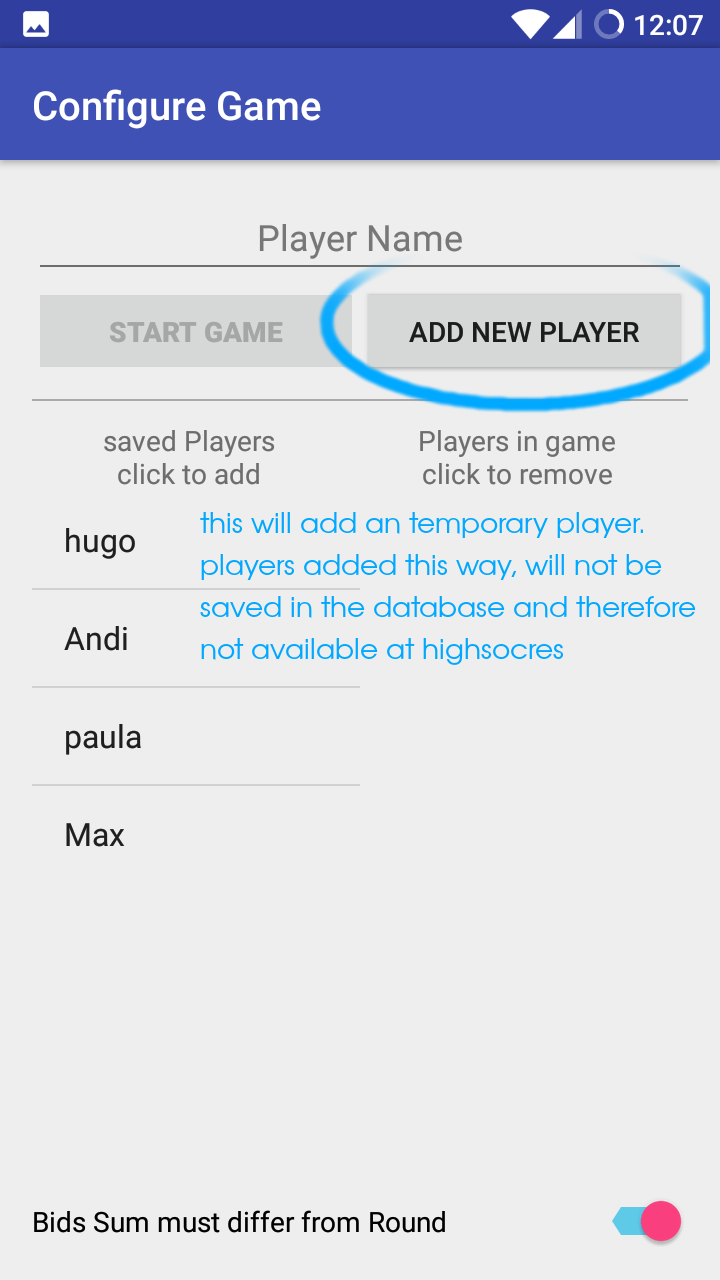 12:07
Configure Game
Player Name
START GAME
ADD NEW PLAYER
saved Players
click to add
Players in game
click to remove
hugo
Andi
paula
Max
this will add an temporary player.
players added this way, will not be
saved in the database and therefore
not available at highsocres
Bids Sum must differ from Round